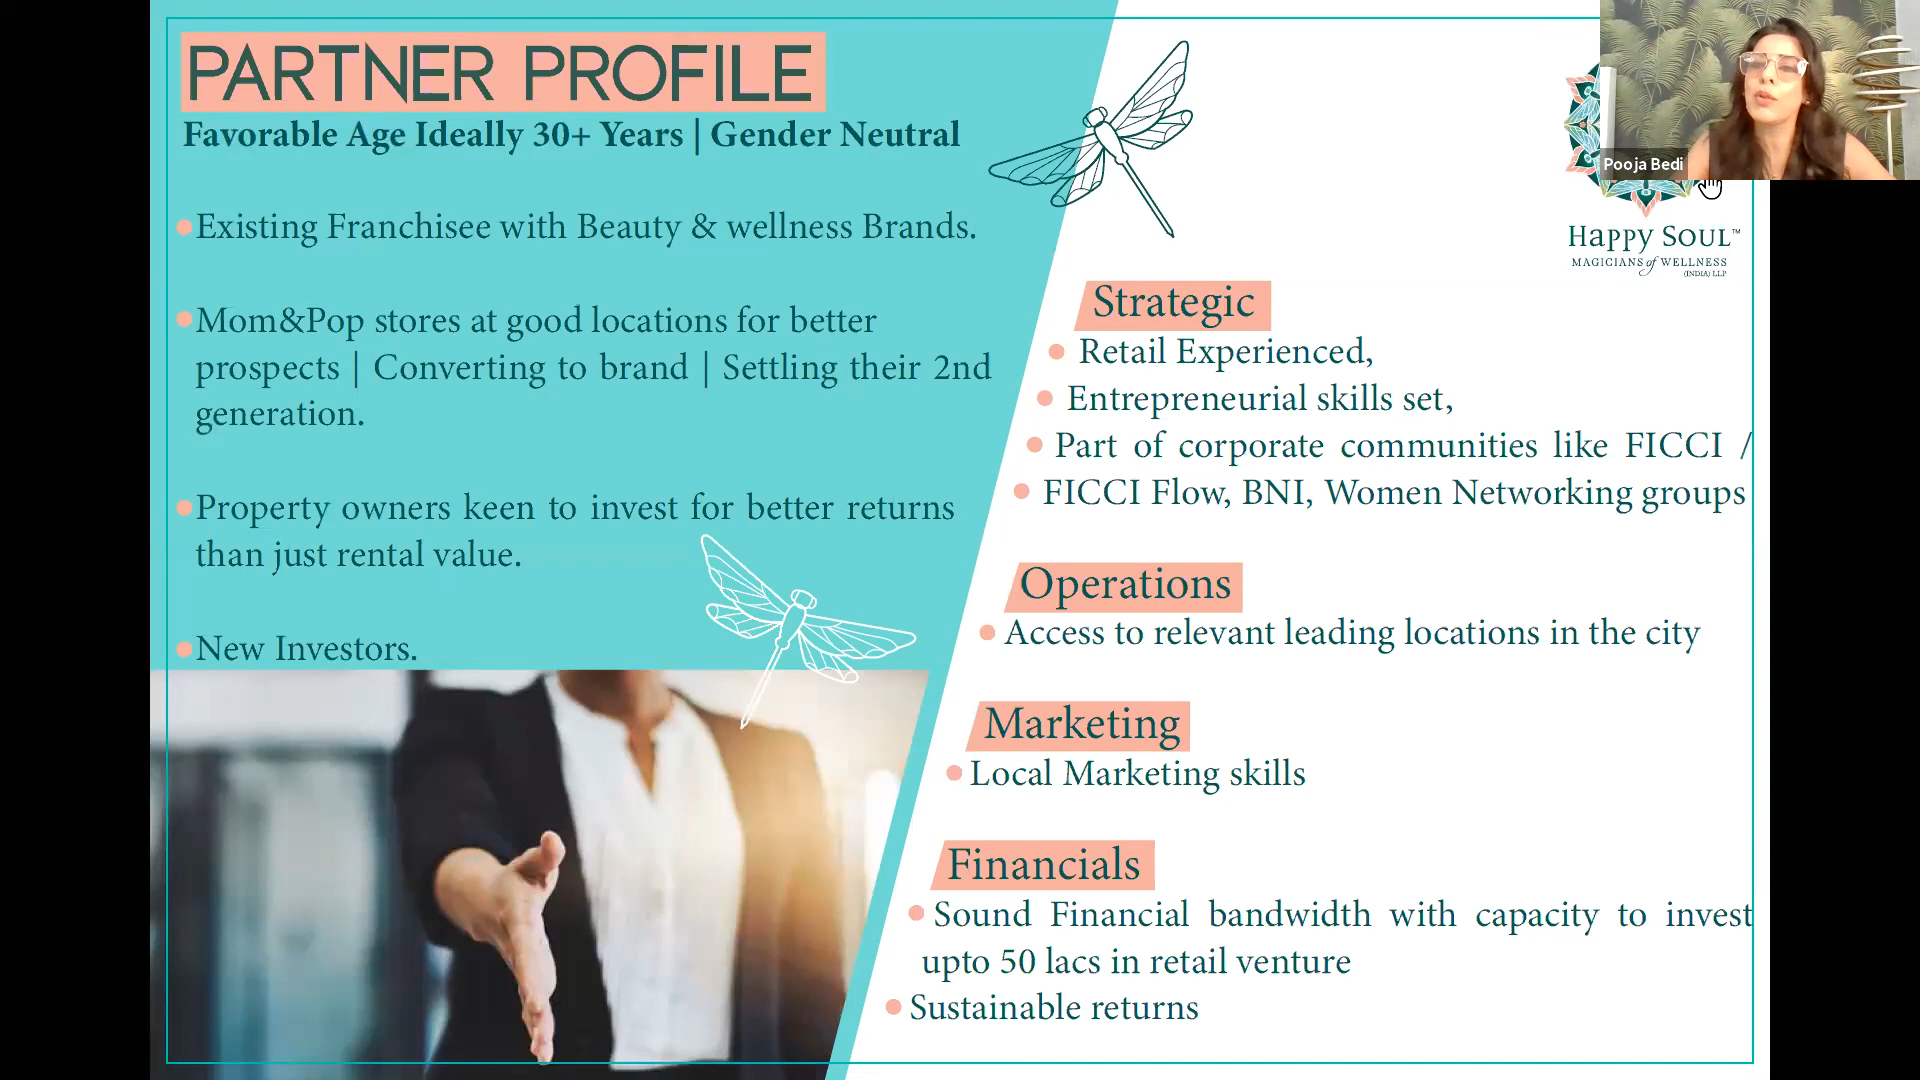 PARTNER PROFILE
Favorable Age Ideally 30+ Years | Gender Neutral
Existing Franchisee with Beauty & wellness Brands.
Mom&Pop stores at good locations for better
prospects | Converting to brand | Settling their 2nd
generation.
Property owners keen to invest for better returns
than just rental value.
New Investors.
Pooja Bedi
Happy Soul™
MAGICIANS of WELLNESS
(INDIA) LLP
Strategic
Retail Experienced,
Entrepreneurial skills set,
Part of corporate communities like FICCI /
FICCI Flow, BNI, Women Networking groups
Operations
Access to relevant leading locations in the city
Marketing
Local Marketing skills
Financials
Sound Financial bandwidth with capacity to invest
upto 50 lacs in retail venture
Sustainable returns